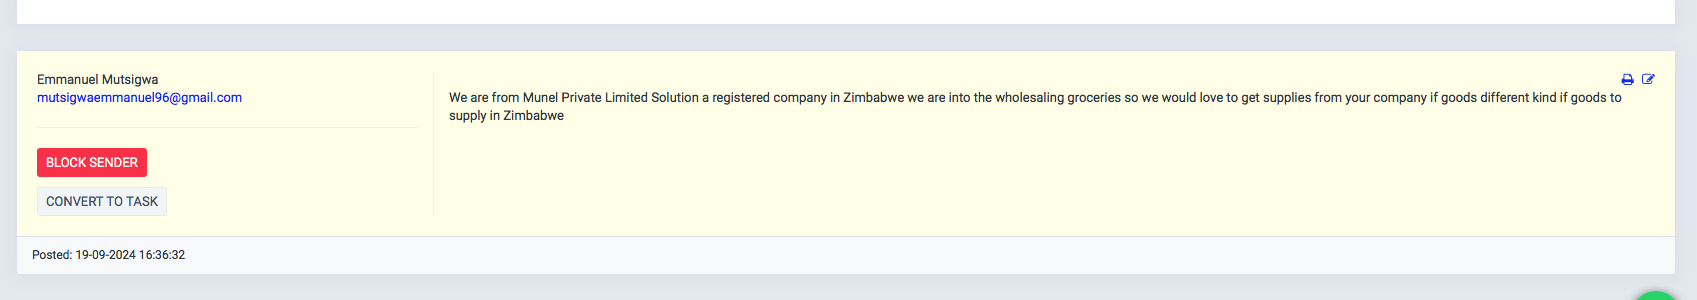 Emmanuel Mutsigwa
mutsigwaemmanuel96@gmail.com
BLOCK SENDER
CONVERT TO TASK
We are from Munel Private Limited Solution a registered company in Zimbabwe we are into the wholesaling groceries so we would love to get supplies from your company if goods different kind if goods to
supply in Zimbabwe
Posted: 19-09-2024 16:36:32